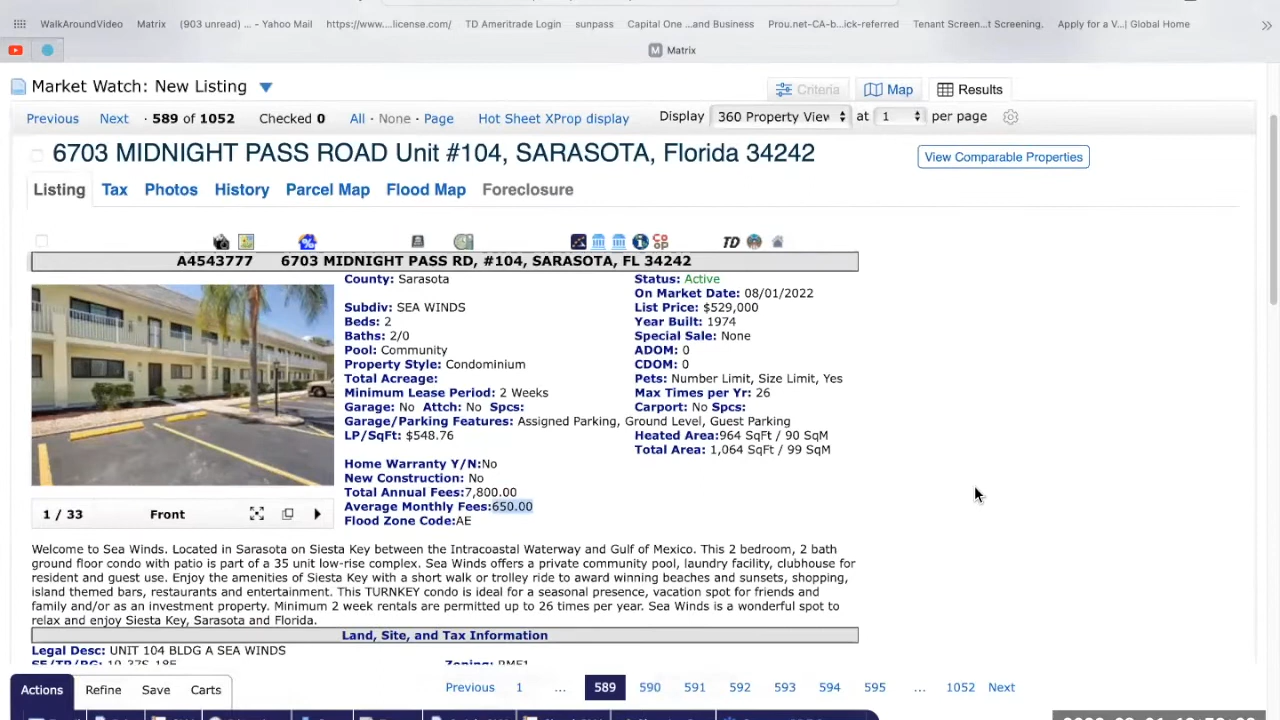 WalkAroundVideo Matrix (903 unread) ... - Yahoo Mail https://www....license.com/ TD Ameritrade Login sunpass Capital One ...and Business Prou.net-CA-b...ick-referred Tenant Screen...t Screening. Apply for a V...| Global Home
Matrix
Market Watch: New Listing Criteria Map Results
Previous Next · 589 of 1052 Checked 0 All · None · Page Hot Sheet XProp display Display 360 Property View at 1 per page
6703 MIDNIGHT PASS ROAD Unit #104, SARASOTA, Florida 34242 View Comparable Properties
Listing Tax Photos History Parcel Map Flood Map Foreclosure
TD
A4543777 6703 MIDNIGHT PASS RD, #104, SARASOTA, FL 34242
County: Sarasota Status: Active
On Market Date: 08/01/2022
Subdiv: SEA WINDS List Price: $529,000
Beds: 2 Year Built: 1974
Baths: 2/0 Special Sale: None
Pool: Community ADOM: 0
Property Style: Condominium CDOM: 0
Total Acreage: Pets: Number Limit, Size Limit, Yes
Minimum Lease Period: 2 Weeks Max Times per Yr: 26
Garage: No Attch: No Spcs: Carport: No Spcs:
Garage/Parking Features: Assigned Parking, Ground Level, Guest Parking
LP/SqFt: $548.76 Heated Area:964 SqFt / 90 SqM
Total Area: 1,064 SqFt / 99 SqM
Home Warranty Y/N:No
New Construction: No
Total Annual Fees:7,800.00
Average Monthly Fees:650.00
Flood Zone Code:AE
1 / 33 Front
Welcome to Sea Winds. Located in Sarasota on Siesta Key between the Intracoastal Waterway and Gulf of Mexico. This 2 bedroom, 2 bath
ground floor condo with patio is part of a 35 unit low-rise complex. Sea Winds offers a private community pool, laundry facility, clubhouse for
resident and guest use. Enjoy the amenities of Siesta Key with a short walk or trolley ride to award winning beaches and sunsets, shopping,
island themed bars, restaurants and entertainment. This TURNKEY condo is ideal for a seasonal presence, vacation spot for friends and
family and/or as an investment property. Minimum 2 week rentals are permitted up to 26 times per year. Sea Winds is a wonderful spot to
relax and enjoy Siesta Key, Sarasota and Florida.
Land, Site, and Tax Information
Legal Desc: UNIT 104 BLDG A SEA WINDS
Actions Refine Save Carts Previous 1 ... 589 590 591 592 593 594 595 ... 1052 Next